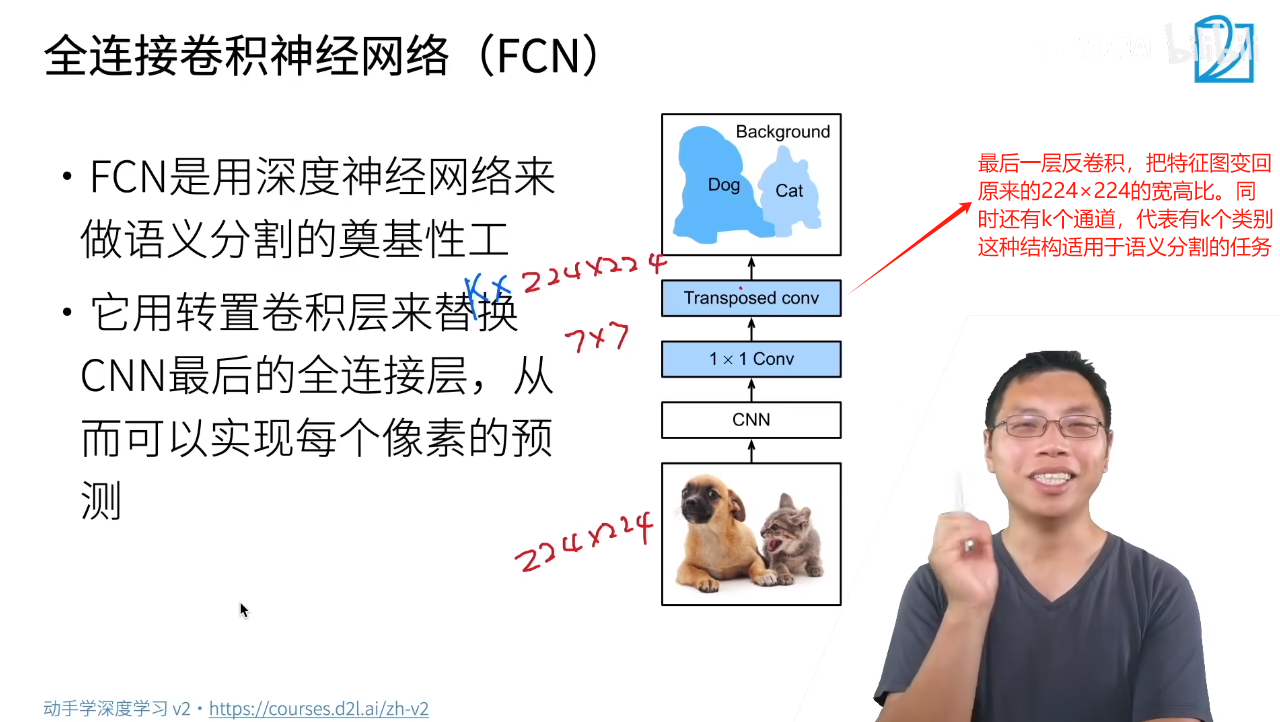 全连接卷积神经网络（FCN）
bilibili
• FCN是用深度神经网络来
做语义分割的奠基性工
• 它用转置卷积层来替换
CNN最后的全连接层，从
而可以实现每个像素的预
测
K× 224×224
7×7
224×224
Background
Dog
Cat
Transposed conv
1 × 1 Conv
CNN
最后一层反卷积，把特征图变回
原来的224×224的宽高比。同
时还有k个通道，代表有k个类别
这种结构适用于语义分割的任务
动手学深度学习 v2 • https://courses.d2l.ai/zh-v2